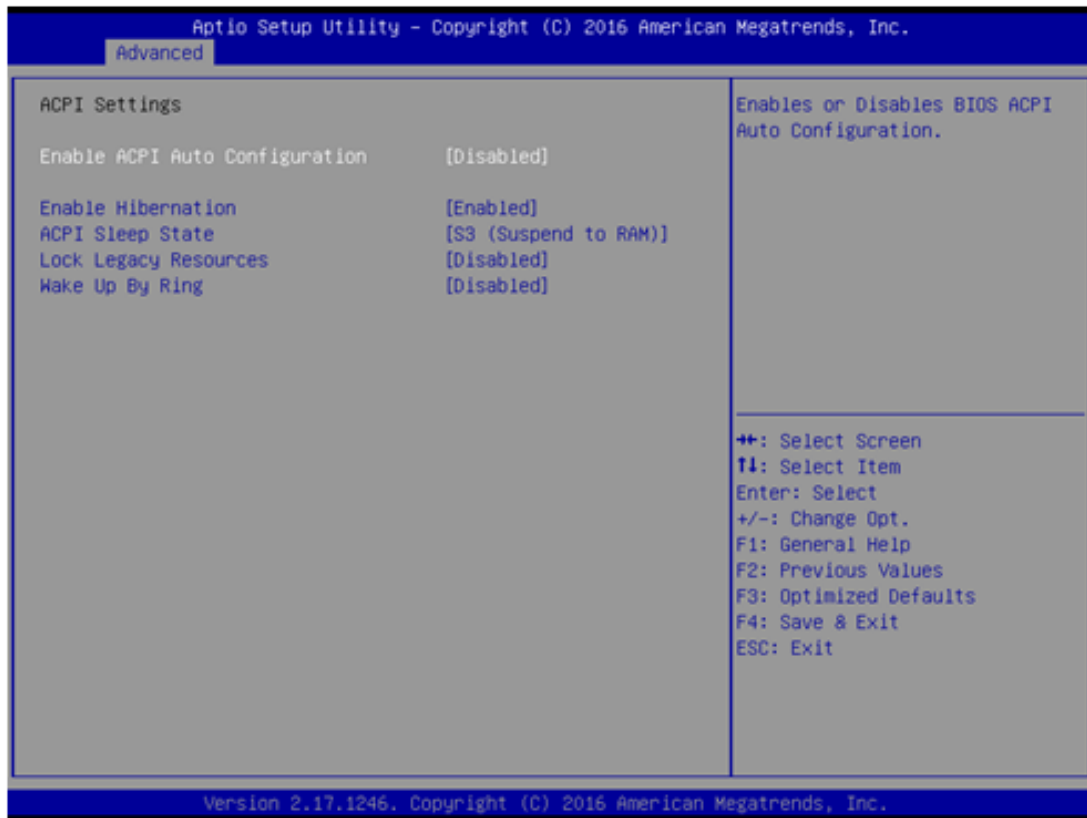 Aptio Setup Utility – Copyright (C) 2016 American Megatrends, Inc.
Advanced
ACPI Settings
Enable ACPI Auto Configuration [Disabled]
Enable Hibernation [Enabled]
ACPI Sleep State [S3 (Suspend to RAM)]
Lock Legacy Resources [Disabled]
Wake Up By Ring [Disabled]
Enables or Disables BIOS ACPI
Auto Configuration.
→←: Select Screen
↑↓: Select Item
Enter: Select
+/-: Change Opt.
F1: General Help
F2: Previous Values
F3: Optimized Defaults
F4: Save & Exit
ESC: Exit
Version 2.17.1246. Copyright (C) 2016 American Megatrends, Inc.